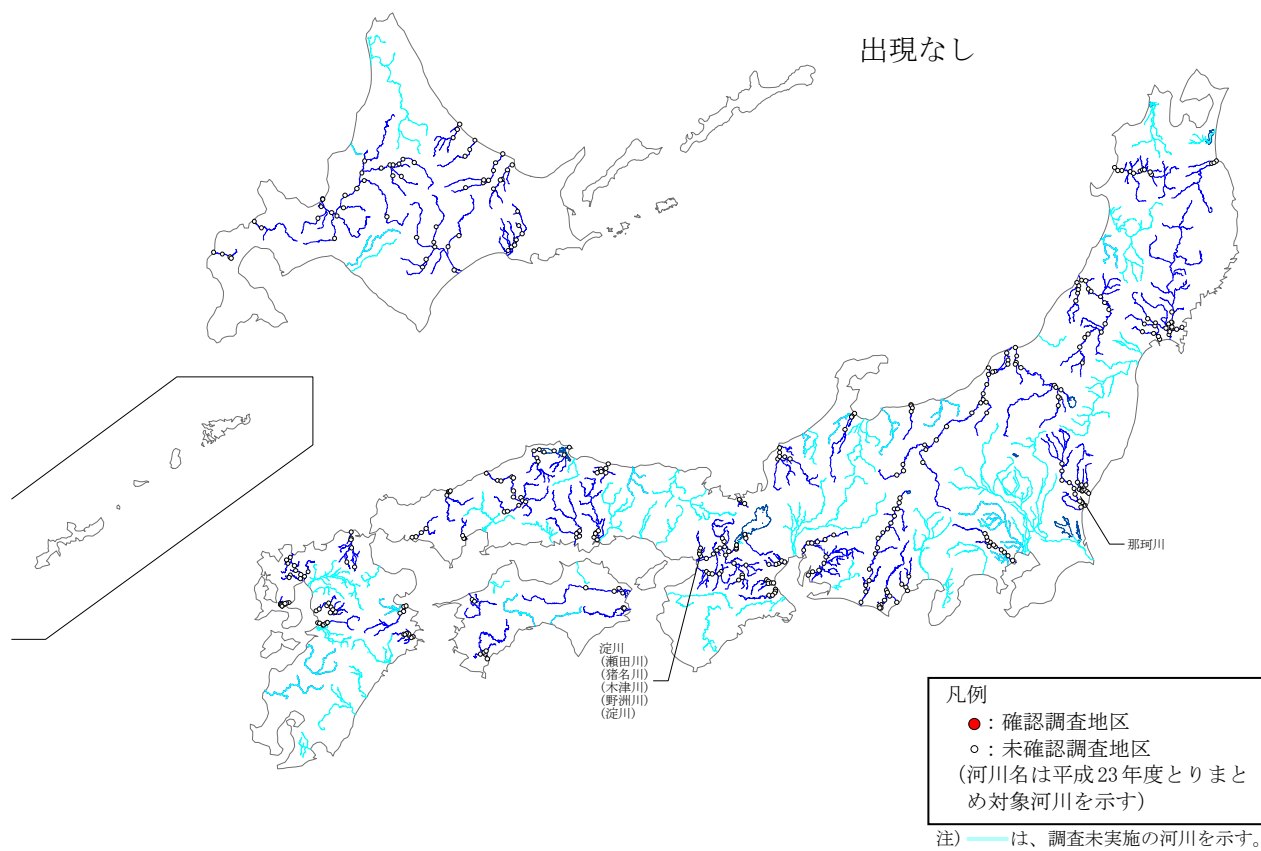 出現なし
那珂川
淀川
(瀬田川)
(猪名川)
(木津川)
(野洲川)
(淀川)
凡例
●：確認調査地区
○：未確認調査地区
(河川名は平成23年度とりまと
め対象河川を示す)
注) ――は、調査未実施の河川を示す。